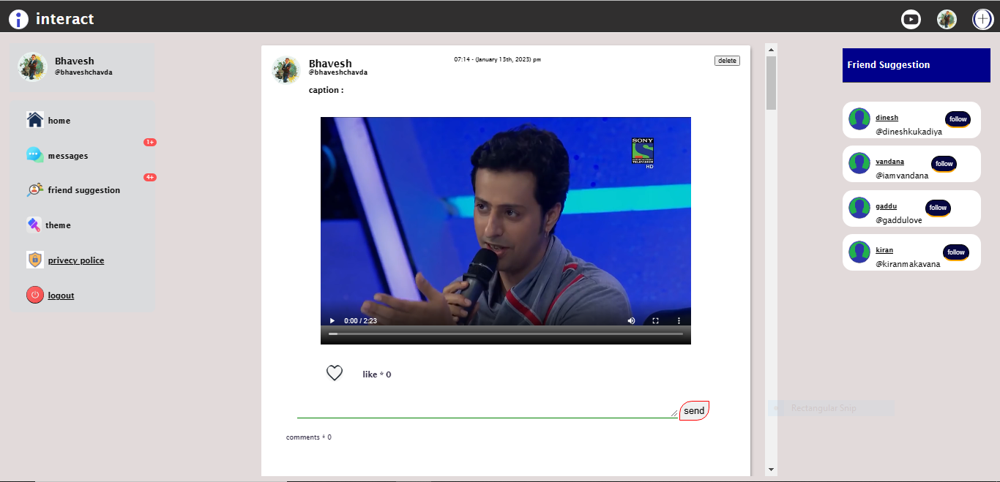 interact
Bhavesh
@bhaveshchavda
home
1+
messages
4+
friend suggestion
theme
privecy police
logout
Bhavesh
@bhaveshchavda
07:14 - (January 13th, 2023) pm
delete
caption :
SONY
HD
0:00 / 2:23
like * 0
send
comments * 0
Friend Suggestion
dinesh
@dineshkukadiya
follow
vandana
@iamvandana
follow
gaddu
@gaddulove
follow
kiran
@kiranmakavana
follow
Rectangular Snip